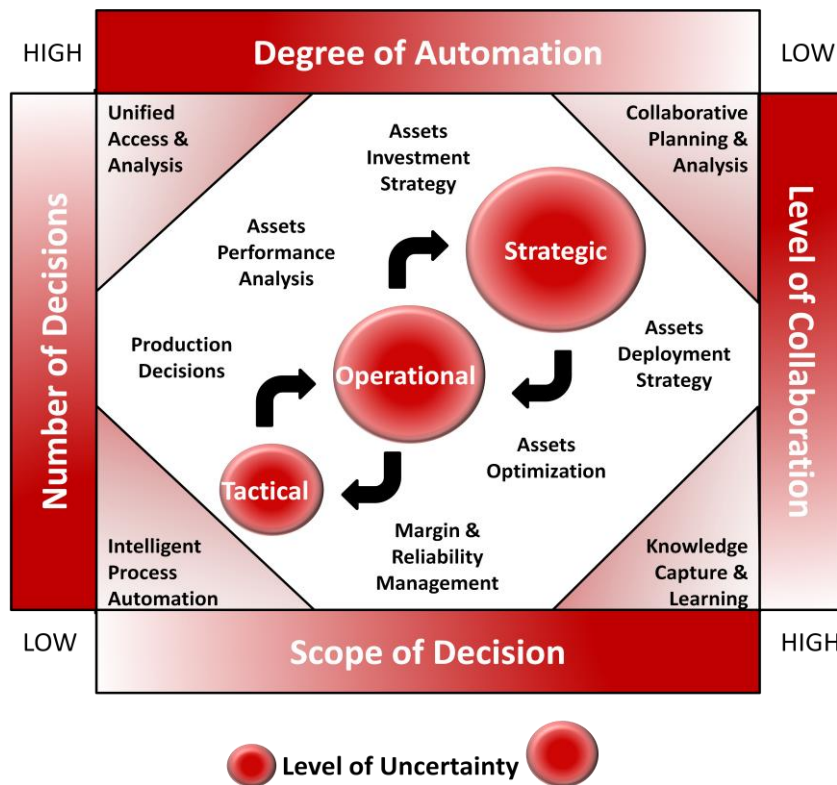 HIGH
Degree of Automation
LOW
Unified
Access &
Analysis
Assets
Investment
Strategy
Collaborative
Planning &
Analysis
Number of Decisions
Level of Collaboration
Assets
Performance
Analysis
Strategic
Production
Decisions
Operational
Assets
Deployment
Strategy
Tactical
Assets
Optimization
Intelligent
Process
Automation
Margin &
Reliability
Management
Knowledge
Capture &
Learning
LOW
Scope of Decision
HIGH
Level of Uncertainty